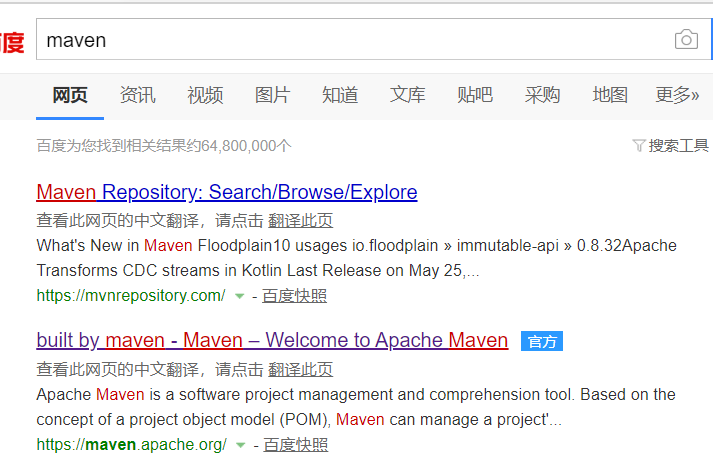 百度
maven
网页 资讯 视频 图片 知道 文库 贴吧 采购 地图 更多»
百度为您找到相关结果约64,800,000个 搜索工具
Maven Repository: Search/Browse/Explore
查看此网页的中文翻译，请点击 翻译此页
What's New in Maven Floodplain10 usages io.floodplain » immutable-api » 0.8.32Apache
Transforms CDC streams in Kotlin Last Release on May 25,...
https://mvnrepository.com/ - 百度快照
built by maven - Maven – Welcome to Apache Maven 官方
查看此网页的中文翻译，请点击 翻译此页
Apache Maven is a software project management and comprehension tool. Based on the
concept of a project object model (POM), Maven can manage a project'...
https://maven.apache.org/ - 百度快照